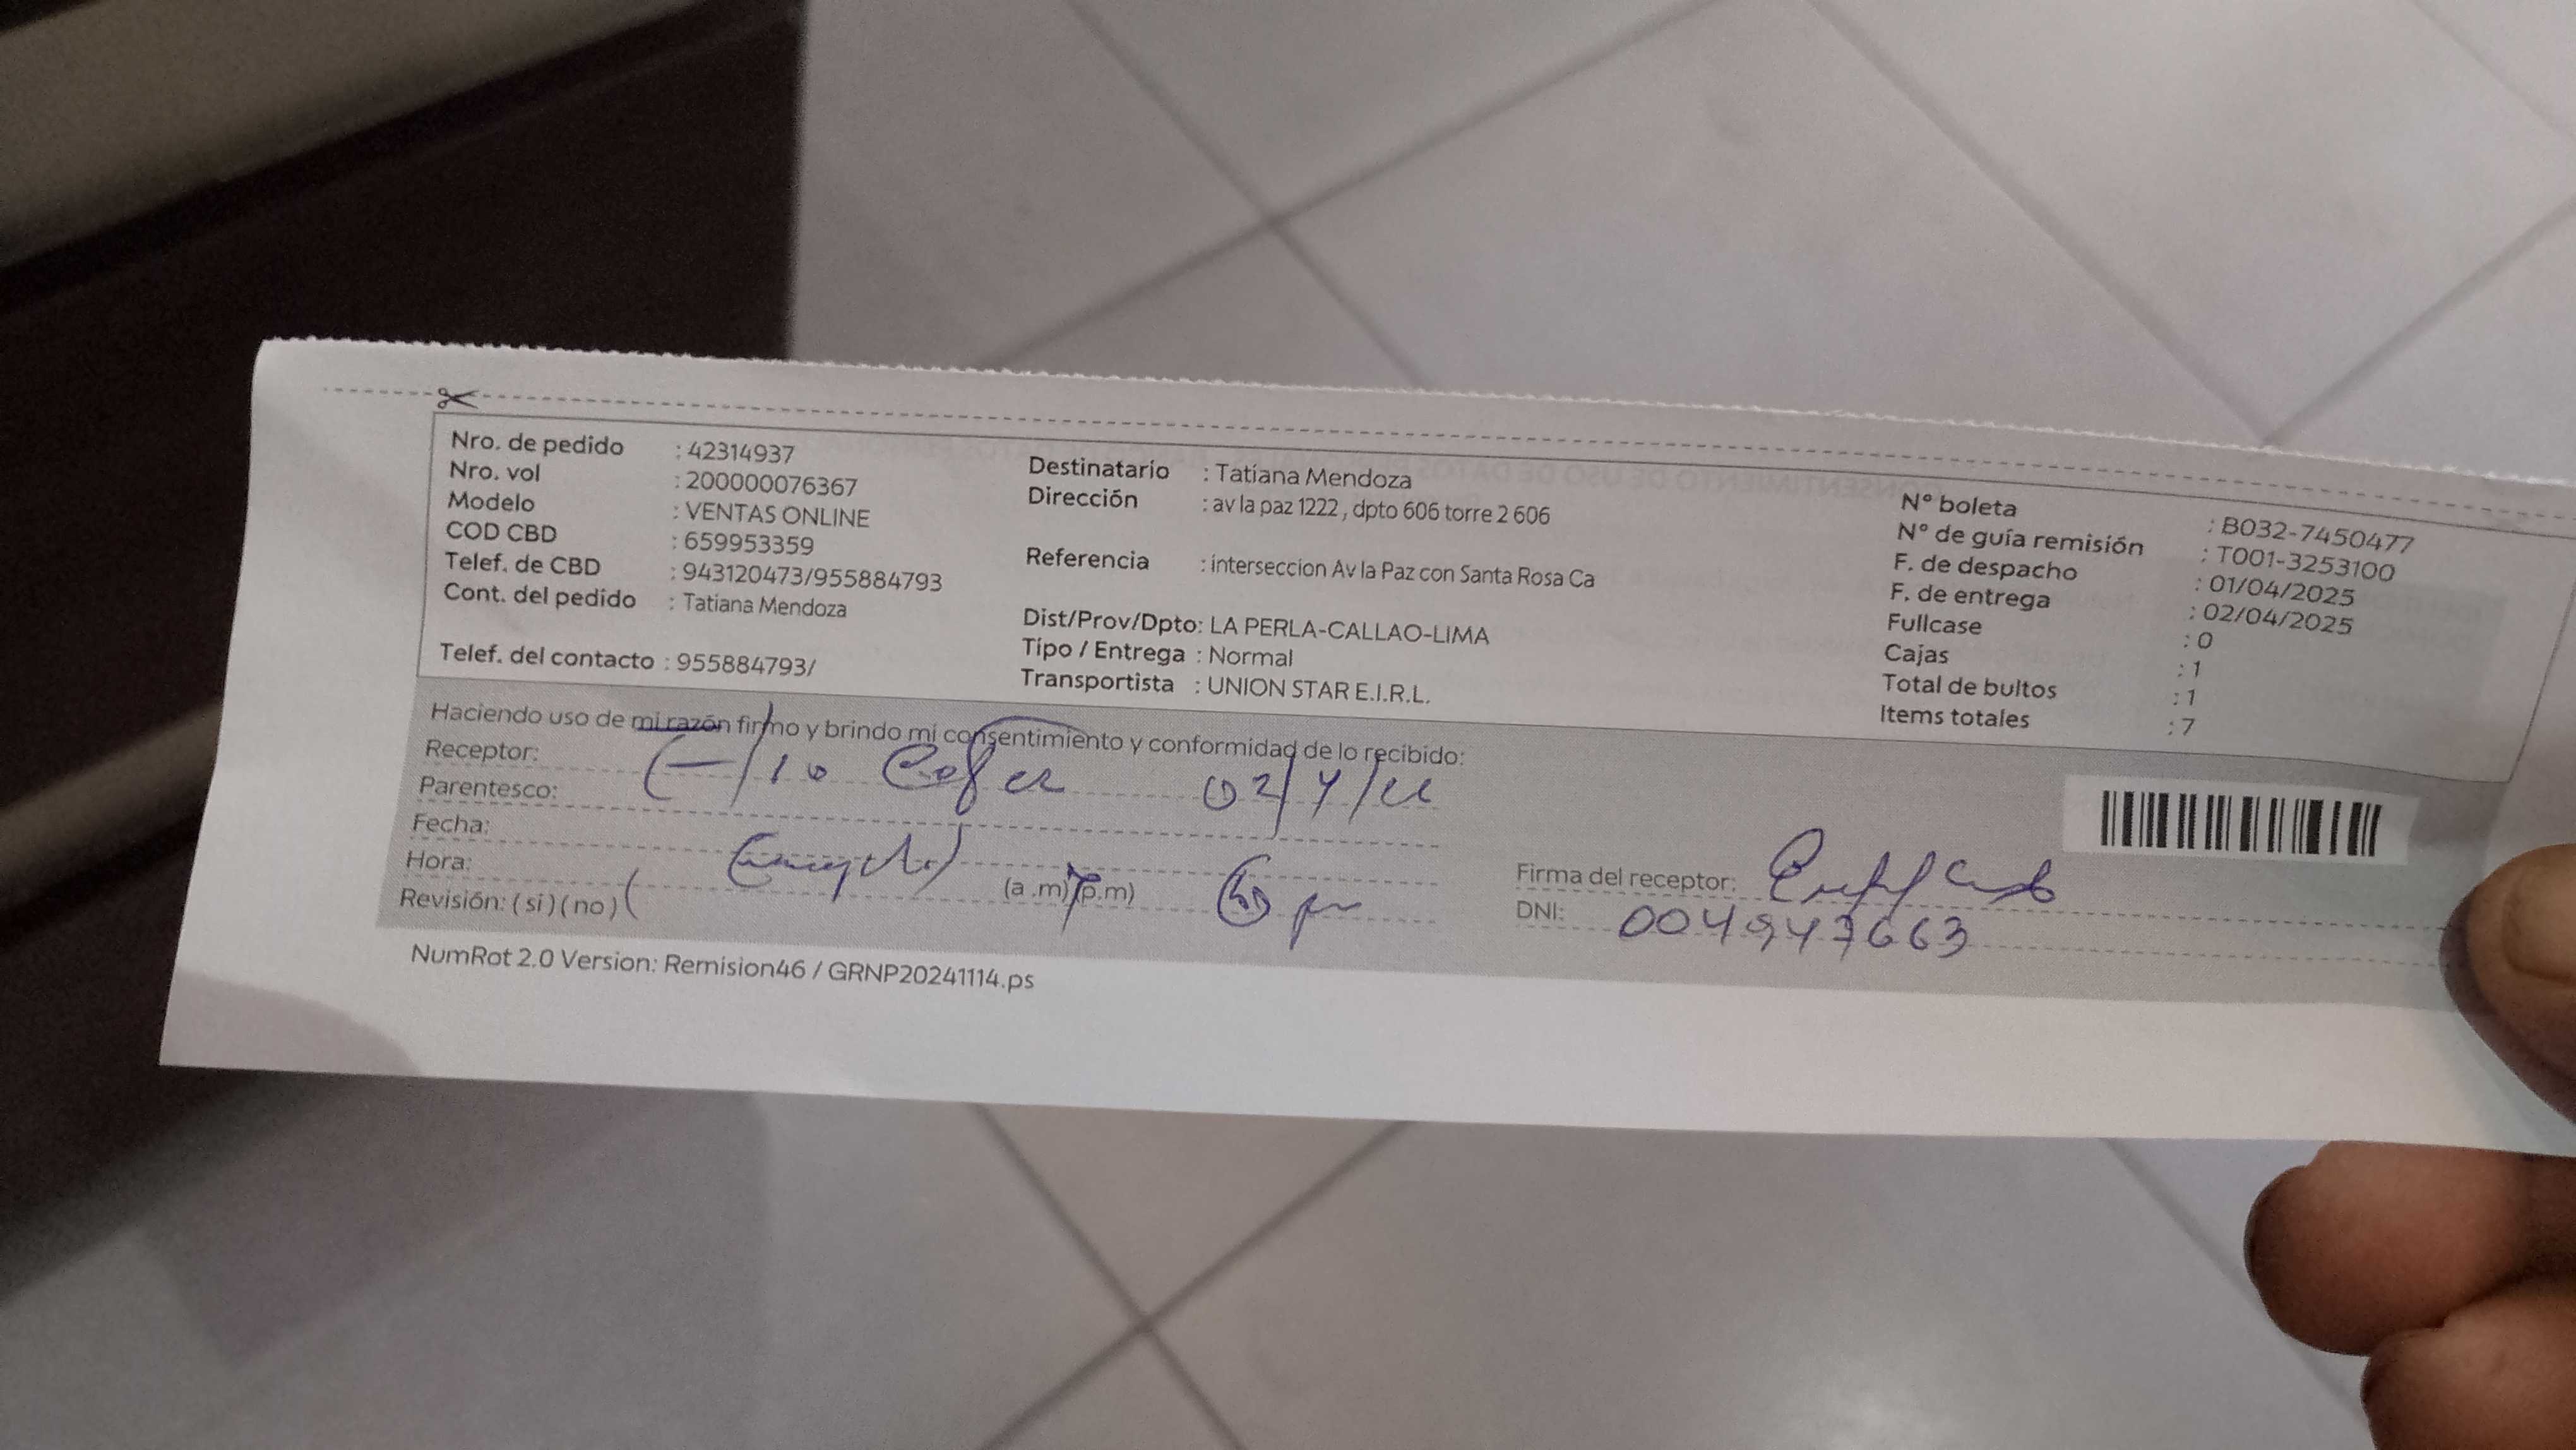 Nro. de pedido : 42314937
Nro. vol : 200000076367
Modelo : VENTAS ONLINE
COD CBD : 659953359
Telef. de CBD : 943120473/955884793
Cont. del pedido : Tatiana Mendoza
Telef. del contacto : 955884793/
Destinatario : Tatiana Mendoza
Dirección : av la paz 1222 , dpto 606 torre 2 606
Referencia : interseccion Av la Paz con Santa Rosa Ca
Dist/Prov/Dpto: LA PERLA-CALLAO-LIMA
Tipo / Entrega : Normal
Transportista : UNION STAR E.I.R.L.
N° boleta : B032-7450477
N° de guía remisión : T001-3253100
F. de despacho : 01/04/2025
F. de entrega : 02/04/2025
Fullcase : 0
Cajas : 1
Total de bultos : 1
Items totales : 7
Haciendo uso de mi razón firmo y brindo mi consentimiento y conformidad de lo recibido:
Receptor:
Parentesco:
Fecha:
Hora: (a .m) (p.m)
Revisión: ( si ) ( no )
Firma del receptor:
DNI: 004947663
NumRot 2.0 Version: Remision46 / GRNP20241114.ps